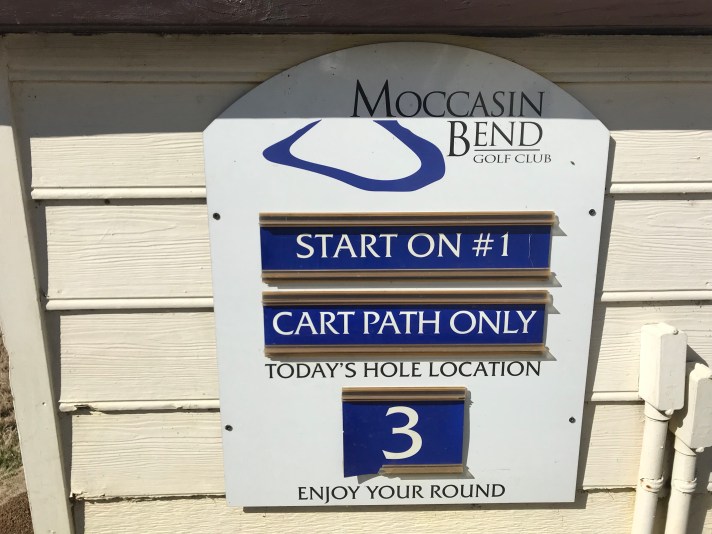 MOCCASIN
BEND
GOLF CLUB
START ON #1
CART PATH ONLY
TODAY'S HOLE LOCATION
3
ENJOY YOUR ROUND